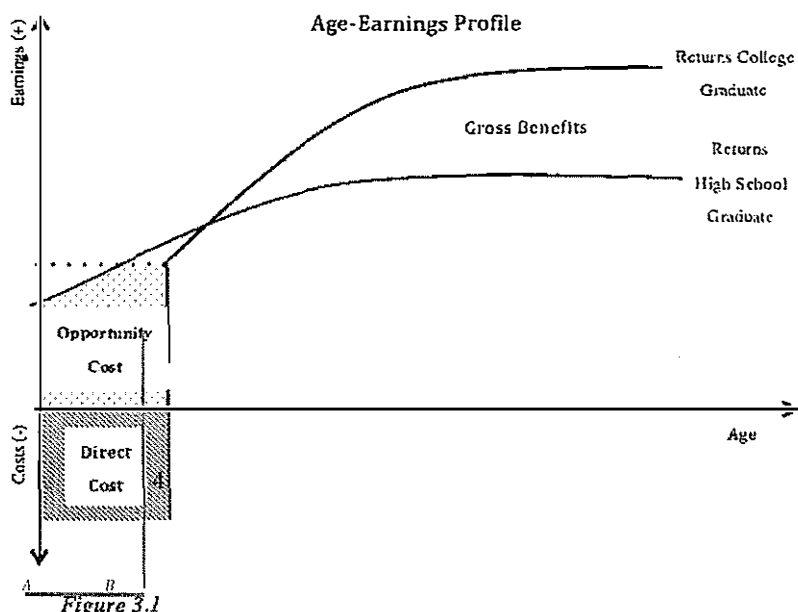 Age-Earnings Profile
Earnings (+)
Returns College
Graduate
Gross Benefits
Returns
High School
Graduate
Opportunity
Cost
Age
Costs (-)
Direct
Cost
4
A
B
Figure 3.1